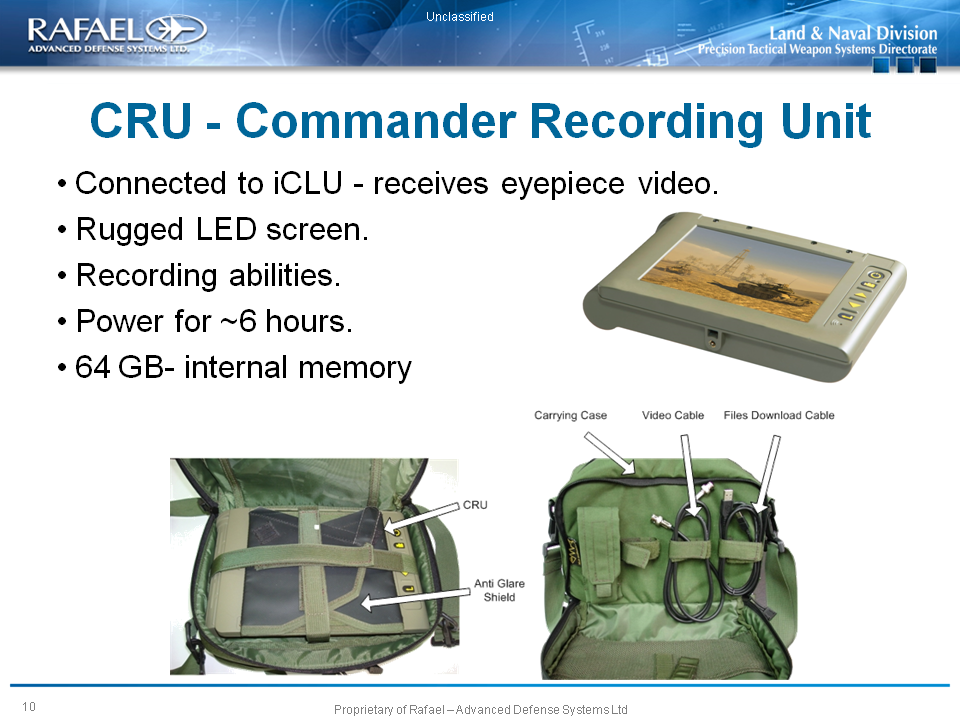 Unclassified
RAFAEL
ADVANCED DEFENSE SYSTEMS LTD.
Land & Naval Division
Precision Tactical Weapon Systems Directorate
CRU - Commander Recording Unit
• Connected to iCLU - receives eyepiece video.
• Rugged LED screen.
• Recording abilities.
• Power for ~6 hours.
• 64 GB- internal memory
Carrying Case
Video Cable
Files Download Cable
CRU
Anti Glare
Shield
10
Proprietary of Rafael – Advanced Defense Systems Ltd